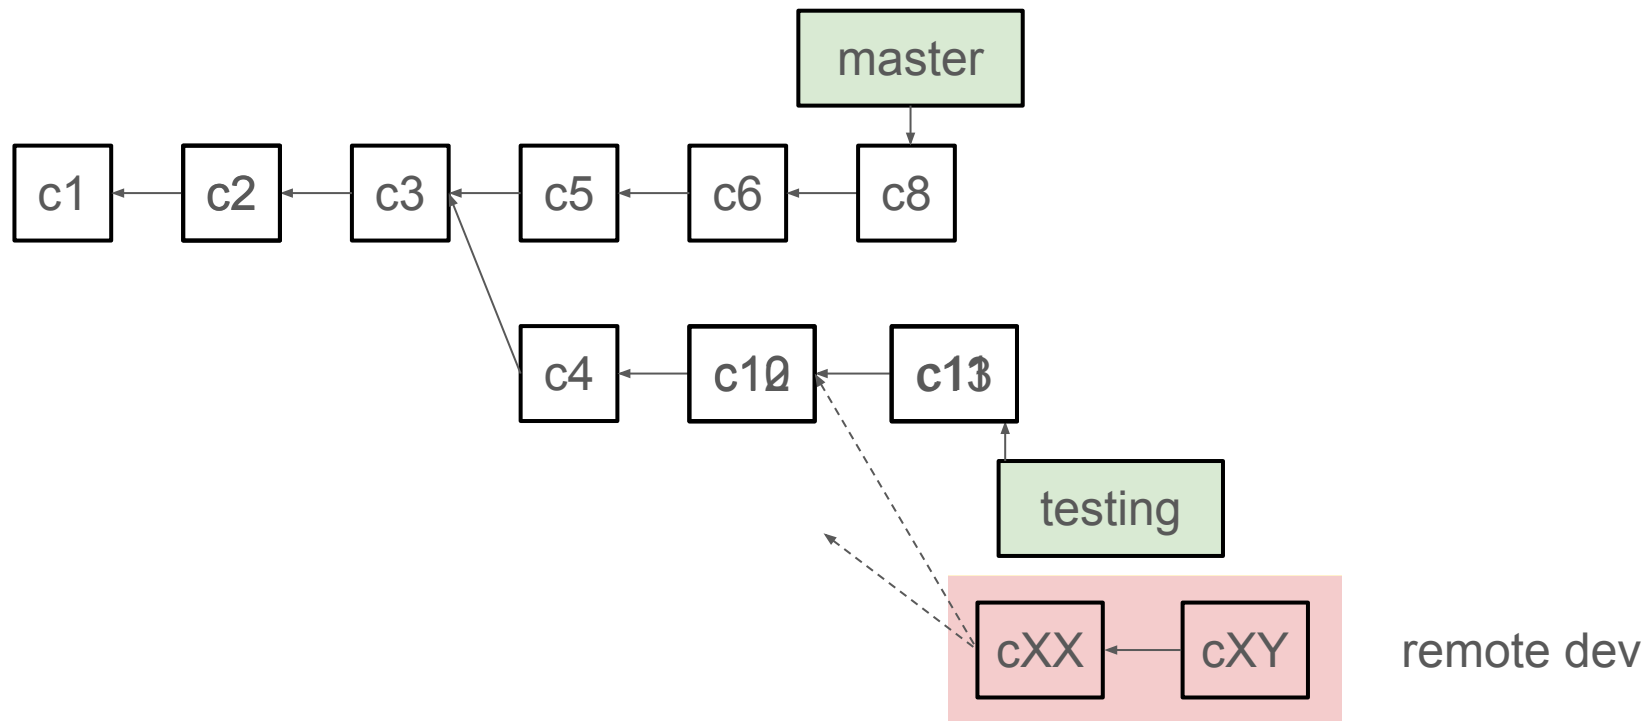 master
c1
c2
c3
c5
c6
c8
c4
testing
cXX
cXY
remote dev